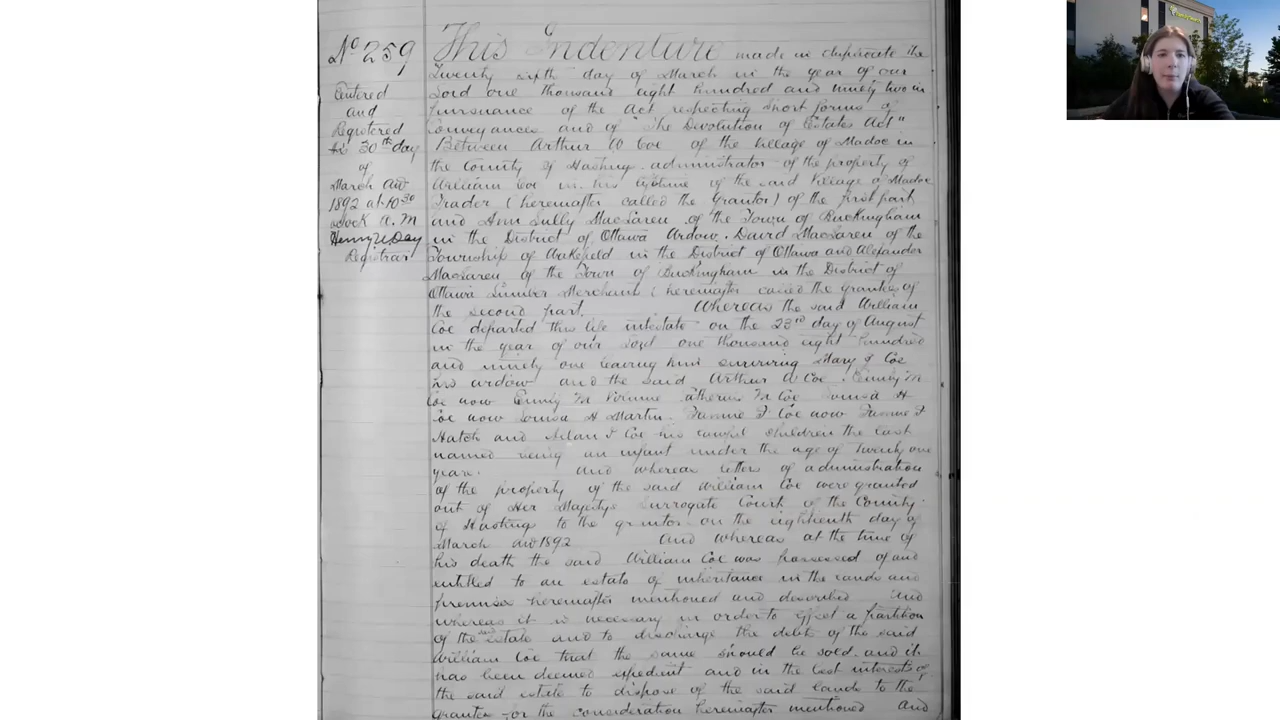 No 259
Entered
and
Registered
this 30th day
of
March AD
1892 at 10 30
oclock A. M
Henry W Day
Registrar
This Indenture made in duplicate the
Twenty sixth day of March in the year of our
Lord one thousand eight hundred and ninety two in
pursuance of the Act respecting Short forms of
Conveyances and of "The Devolution of Estates Act"
Between Arthur W Coe of the Village of Madoc in
the County of Hastings administrator of the property of
William Coe in his lifetime of the said Village of Madoc
Trader (hereinafter called the Grantor) of the first part
and Ann Sully MacLaren of the Town of Buckingham
in the District of Ottawa Widow. David MacLaren of the
Township of Wakefield in the District of Ottawa and Alexander
MacLaren of the Town of Buckingham in the District of
Ottawa Lumber Merchant (hereinafter called the grantees of
the second part. Whereas the said William
Coe departed this life intestate on the 23rd day of August
in the year of our Lord one thousand eight hundred
and ninety one leaving him surviving Mary J Coe
his widow and the said Arthur W Coe. Emily M
Coe now Emily M Catherine M Coe Louisa H
Coe now Louisa H Martin. Fannie F Coe now Fannie F
Hatch and Allan F Coe his lawful children the last
named being an infant under the age of twenty one
years. And whereas letters of administration
of the property of the said William Coe were granted
out of Her Majestys Surrogate Court of the County
of Hastings to the grantor on the eighteenth day of
March AD 1892 And whereas at the time of
his death the said William Coe was possessed of and
entitled to an estate of inheritance in the lands and
premises hereinafter mentioned and described And
whereas it is necessary in order to effect a partition
of the said Estate and to discharge the debts of the said
William Coe that the same should be sold and it
has been deemed expedient and in the best interests of
the said estate to dispose of the said lands to the
grantees for the consideration hereinafter mentioned And